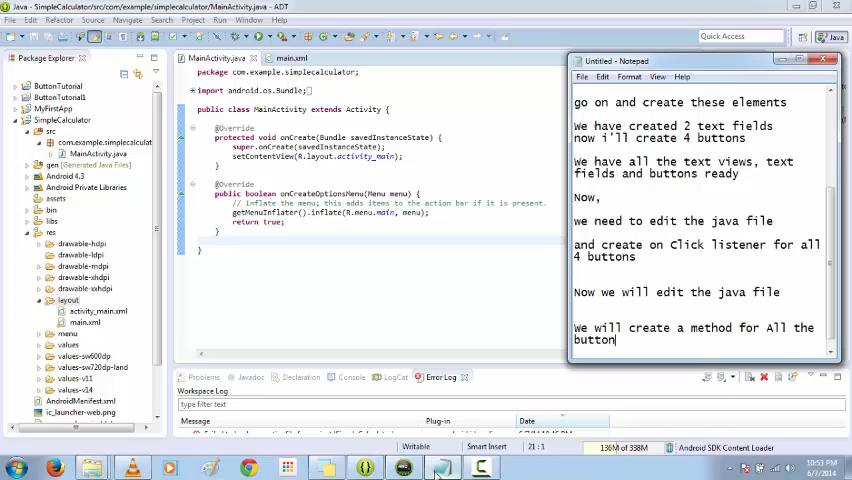 Java - SimpleCalculator/src/com/example/simplecalculator/MainActivity.java - ADT
File Edit Refactor Source Navigate Search Project Run Window Help
Quick Access
Java
Package Explorer
ButtonTutorial
ButtonTutorial1
MyFirstApp
SimpleCalculator
src
com.example.simplecalculat
MainActivity.java
gen [Generated Java Files]
Android 4.3
Android Private Libraries
assets
bin
libs
res
drawable-hdpi
drawable-ldpi
drawable-mdpi
drawable-xhdpi
drawable-xxhdpi
layout
activity_main.xml
main.xml
menu
values
values-sw600dp
values-sw720dp-land
values-v11
values-v14
AndroidManifest.xml
ic_launcher-web.png
MainActivity.java
main.xml
package com.example.simplecalculator;
import android.os.Bundle;
public class MainActivity extends Activity {
@Override
protected void onCreate(Bundle savedInstanceState) {
super.onCreate(savedInstanceState);
setContentView(R.layout.activity_main);
}
@Override
public boolean onCreateOptionsMenu(Menu menu) {
// Inflate the menu; this adds items to the action bar if it is present.
getMenuInflater().inflate(R.menu.main, menu);
return true;
}
}
Untitled - Notepad
File Edit Format View Help
go on and create these elements
We have created 2 text fields
now i'll create 4 buttons
We have all the text views, text
fields and buttons ready
Now,
we need to edit the java file
and create on Click listener for all
4 buttons
Now we will edit the java file
We will create a method for All the
button
Problems Javadoc Declaration Console LogCat Error Log
Workspace Log
type filter text
Message Plug-in Date
Writable Smart Insert 21 : 1 136M of 338M Android SDK Content Loader
10:53 PM
6/7/2014